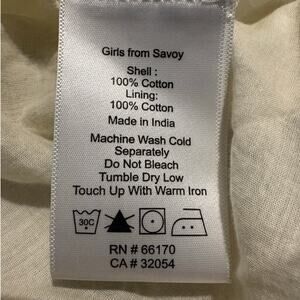 Girls from Savoy
Shell :
100% Cotton
Lining:
100% Cotton
Made in India
Machine Wash Cold
Separately
Do Not Bleach
Tumble Dry Low
Touch Up With Warm Iron
30C
RN # 66170
CA # 32054